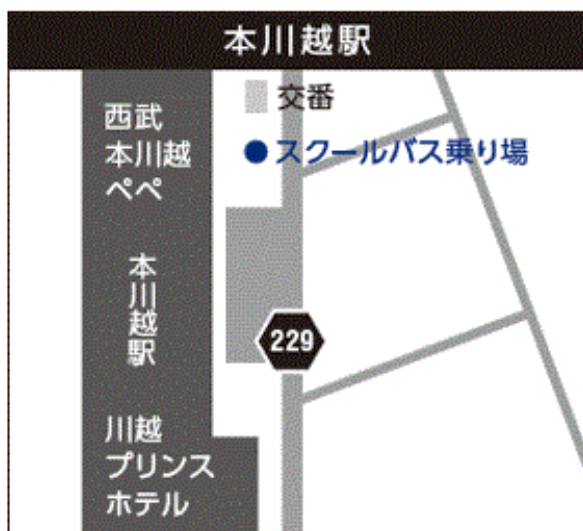 本川越駅
交番
スクールバス乗り場
西武
本川越
ペペ
本川越駅
229
川越
プリンス
ホテル